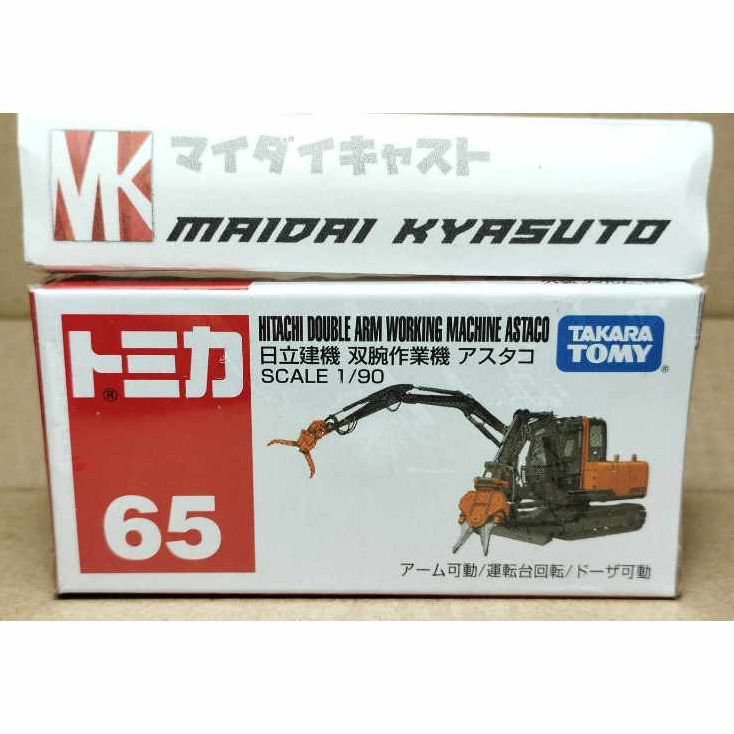 MK
マイダイキャスト
MAIDAI KYASUTO
トミカ
®
65
HITACHI DOUBLE ARM WORKING MACHINE ASTACO
日立建機 双腕作業機 アスタコ
SCALE 1/90
TAKARA
TOMY
®
アーム可動/運転台回転/ドーザ可動